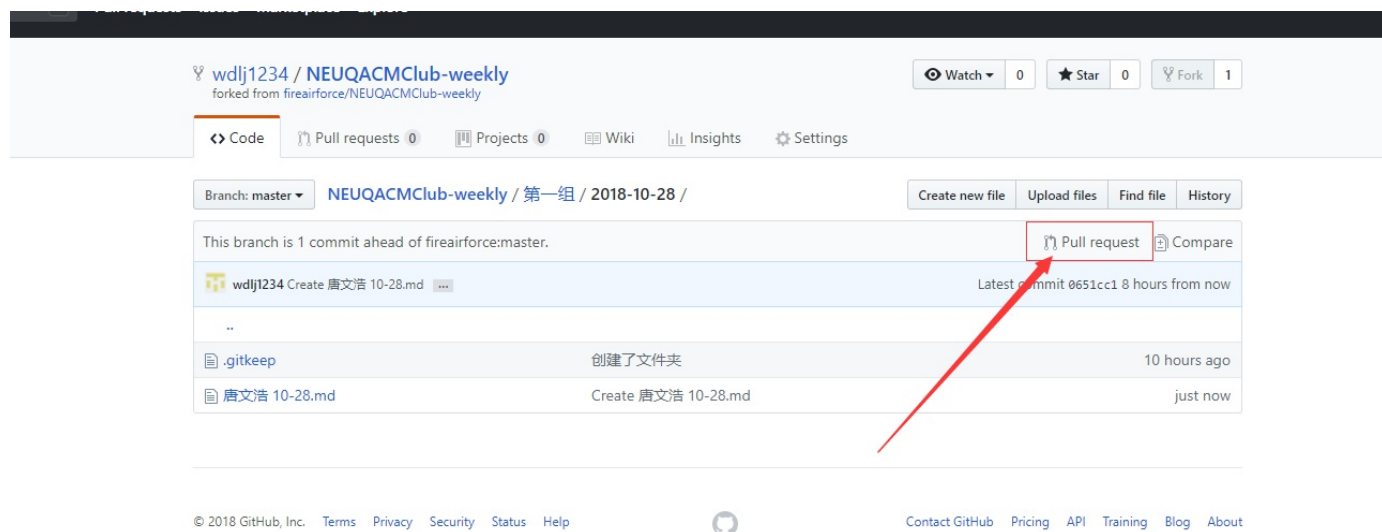 wdlj1234 / NEUQACMClub-weekly
forked from fireairforce/NEUQACMClub-weekly
Watch 0 Star 0 Fork 1
Code Pull requests 0 Projects 0 Wiki Insights Settings
Branch: master NEUQACMClub-weekly / 第一组 / 2018-10-28 /
Create new file Upload files Find file History
This branch is 1 commit ahead of fireairforce:master.
Pull request Compare
wdlj1234 Create 唐文浩 10-28.md ...
Latest commit 0651cc1 8 hours from now
..
.gitkeep 创建了文件夹 10 hours ago
唐文浩 10-28.md Create 唐文浩 10-28.md just now
© 2018 GitHub, Inc. Terms Privacy Security Status Help
Contact GitHub Pricing API Training Blog About